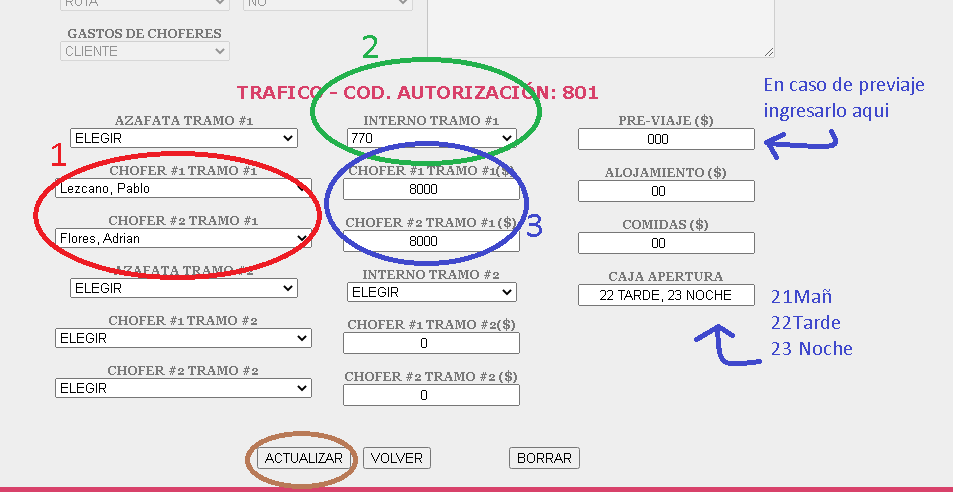 RUTA
NO
GASTOS DE CHOFERES
CLIENTE
2
TRAFICO - COD. AUTORIZACIÓN: 801
En caso de previaje
ingresarlo aqui
AZAFATA TRAMO #1
ELEGIR
INTERNO TRAMO #1
770
PRE-VIAJE ($)
000
1
CHOFER #1 TRAMO #1
Lezcano, Pablo
CHOFER #1 TRAMO #1($)
8000
ALOJAMIENTO ($)
00
CHOFER #2 TRAMO #1
Flores, Adrian
CHOFER #2 TRAMO #1 ($)
8000
3
COMIDAS ($)
00
AZAFATA TRAMO #2
ELEGIR
INTERNO TRAMO #2
ELEGIR
CAJA APERTURA
22 TARDE, 23 NOCHE
21Mañ
22Tarde
23 Noche
CHOFER #1 TRAMO #2
ELEGIR
CHOFER #1 TRAMO #2($)
0
CHOFER #2 TRAMO #2
ELEGIR
CHOFER #2 TRAMO #2 ($)
0
ACTUALIZAR
VOLVER
BORRAR